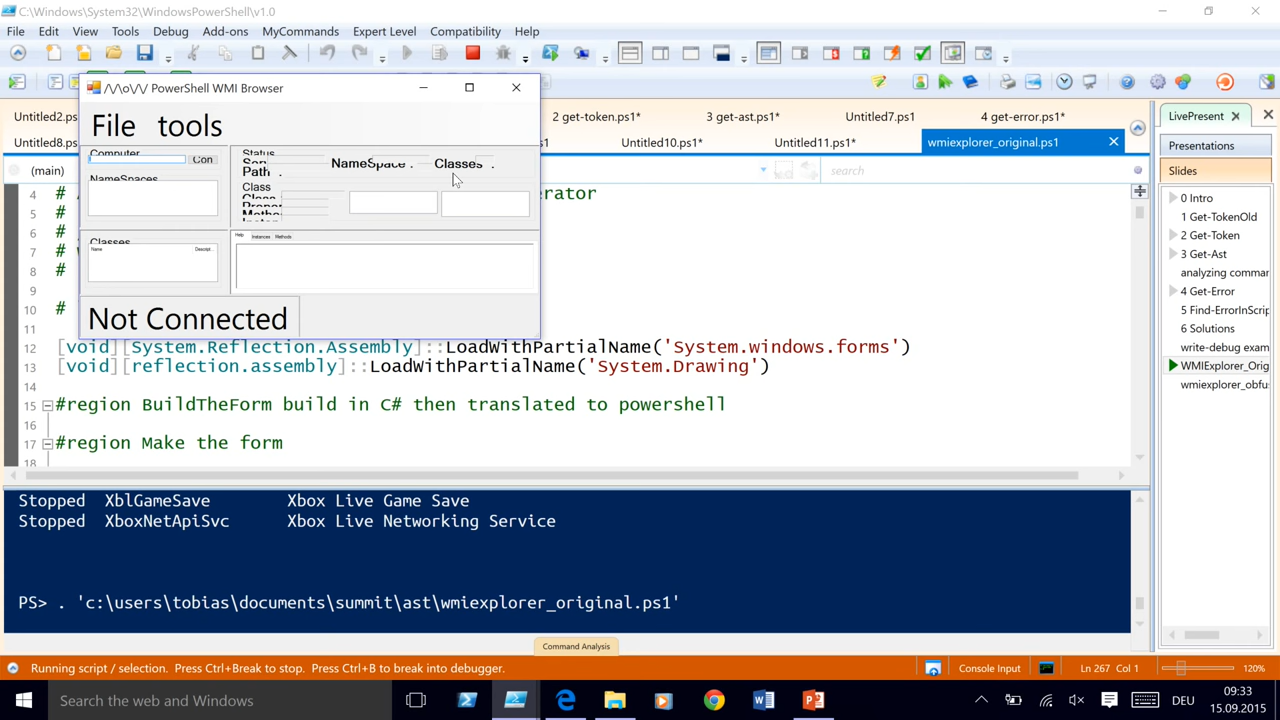 C:\Windows\System32\WindowsPowerShell\v1.0
File Edit View Tools Add-ons Debug MyCommands Expert Level Compatibility Help
/\/\o\/\/ PowerShell WMI Browser
File tools
Computer
Con
NameSpaces
Classes
Name Descript...
Status
Path
NameSpace .
Classes .
Class
Help Instances Methods
Not Connected
Untitled2.ps
2 get-token.ps1*
3 get-ast.ps1*
Untitled7.ps1
4 get-error.ps1*
Untitled8.ps
Untitled10.ps1*
Untitled11.ps1*
wmiexplorer_original.ps1
(main)
search
4 #
5 #
6 #
7 #
8 #
9
10 #
11
12 [void][System.Reflection.Assembly]::LoadWithPartialName('System.windows.forms')
13 [void][reflection.assembly]::LoadWithPartialName('System.Drawing')
14
15 #region BuildTheForm build in C# then translated to powershell
16
17 #region Make the form
18
Stopped XblGameSave Xbox Live Game Save
Stopped XboxNetApiSvc Xbox Live Networking Service
PS> . 'c:\users\tobias\documents\summit\ast\wmiexplorer_original.ps1'
Command Analysis
LivePresent
Presentations
Slides
0 Intro
1 Get-TokenOld
2 Get-Token
3 Get-Ast
analyzing comma
4 Get-Error
5 Find-ErrorInScrip
6 Solutions
write-debug exam
WMIExplorer_Orig
wmiexplorer_obfu
Running script / selection. Press Ctrl+Break to stop. Press Ctrl+B to break into debugger.
Console Input
Ln 267 Col 1
120%
Search the web and Windows
DEU
09:33
15.09.2015